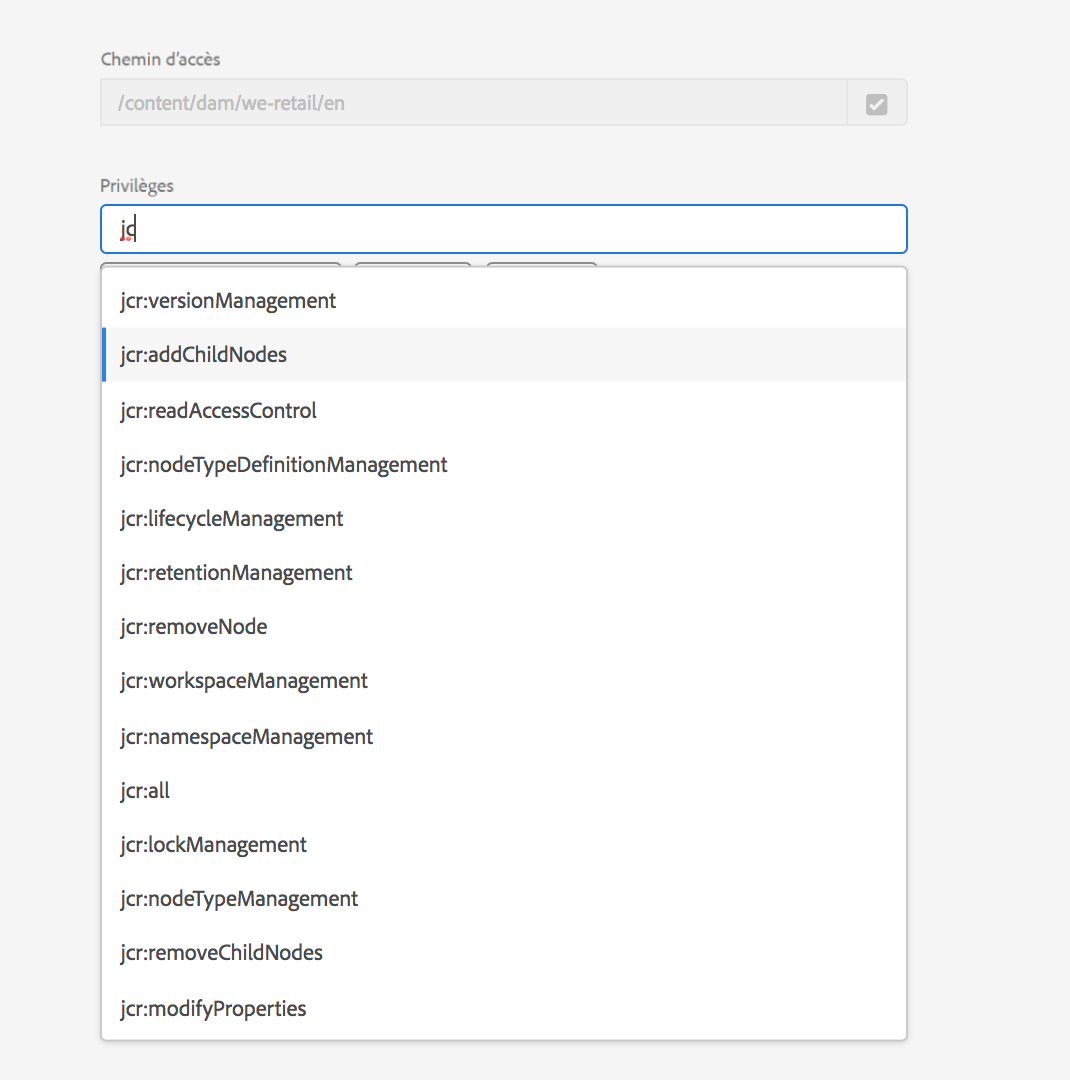 Chemin d'accès
/content/dam/we-retail/en
Privilèges
jc
jcr:versionManagement
jcr:addChildNodes
jcr:readAccessControl
jcr:nodeTypeDefinitionManagement
jcr:lifecycleManagement
jcr:retentionManagement
jcr:removeNode
jcr:workspaceManagement
jcr:namespaceManagement
jcr:all
jcr:lockManagement
jcr:nodeTypeManagement
jcr:removeChildNodes
jcr:modifyProperties